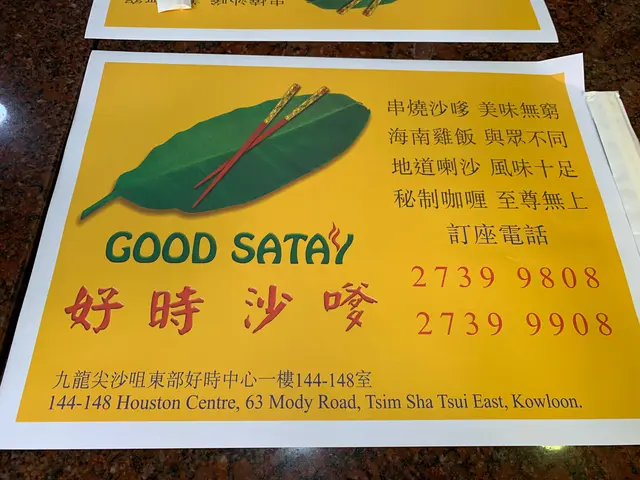 串燒沙嗲 美味無窮
海南雞飯 與眾不同
地道喇沙 風味十足
秘制咖喱 至尊無上
訂座電話
2739 9808
2739 9908
GOOD SATAY
好時沙嗲
九龍尖沙咀東部好時中心一樓144-148室
144-148 Houston Centre, 63 Mody Road, Tsim Sha Tsui East, Kowloon.